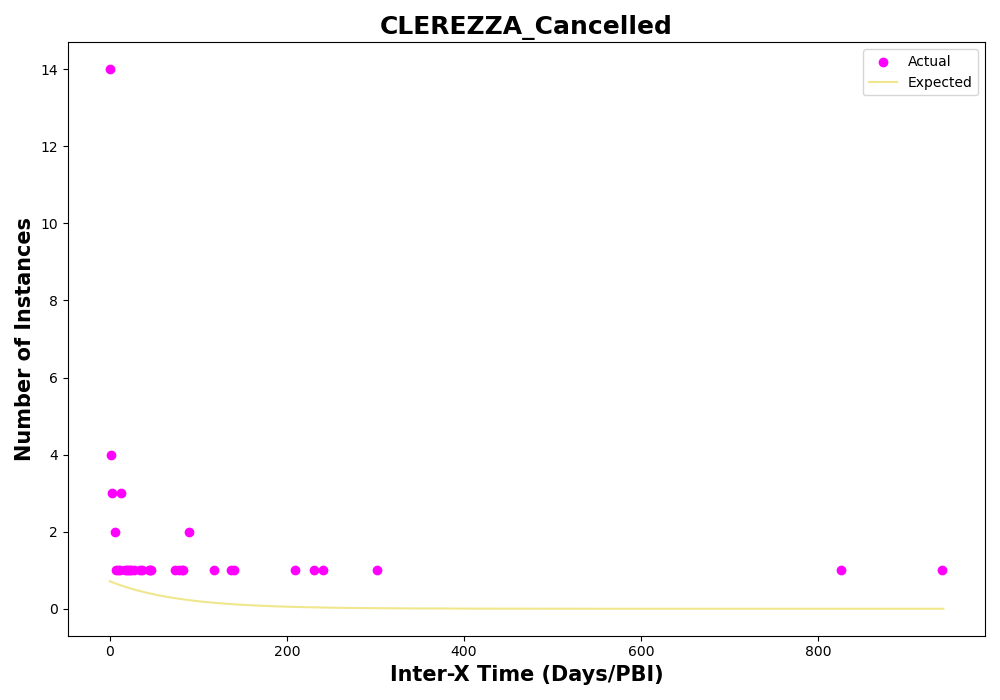 CLEREZZA_Cancelled
Actual
Expected
Number of Instances
14
12
10
8
6
4
2
0
0
200
400
600
800
Inter-X Time (Days/PBI)